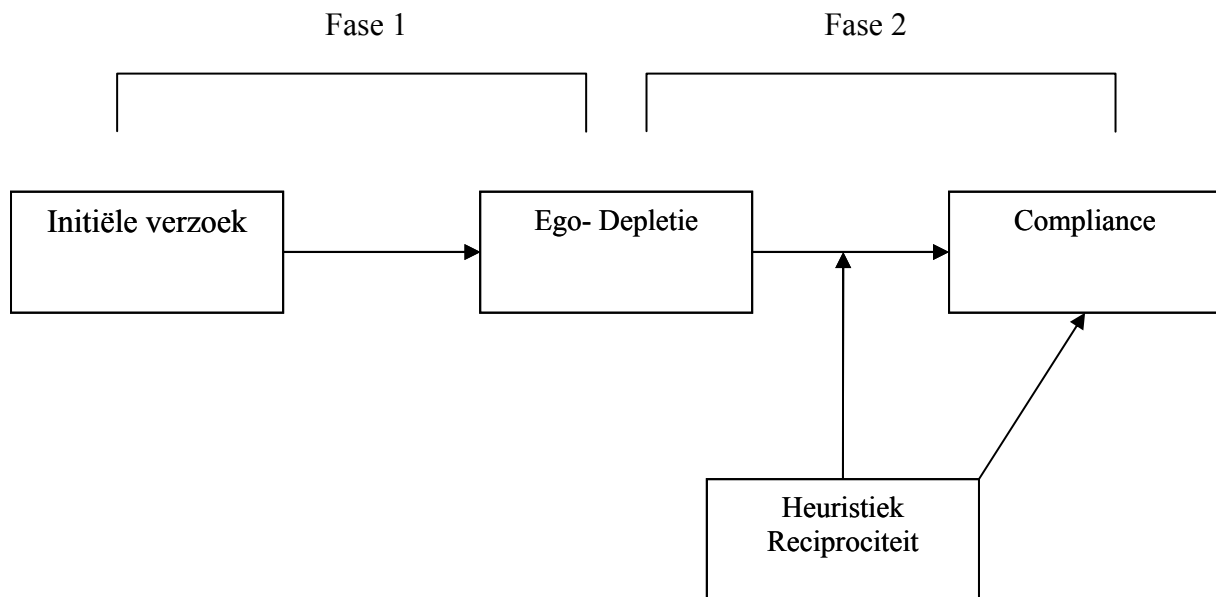 Fase 1
Fase 2
Initiële verzoek
Ego- Depletie
Compliance
Heuristiek
Reciprociteit